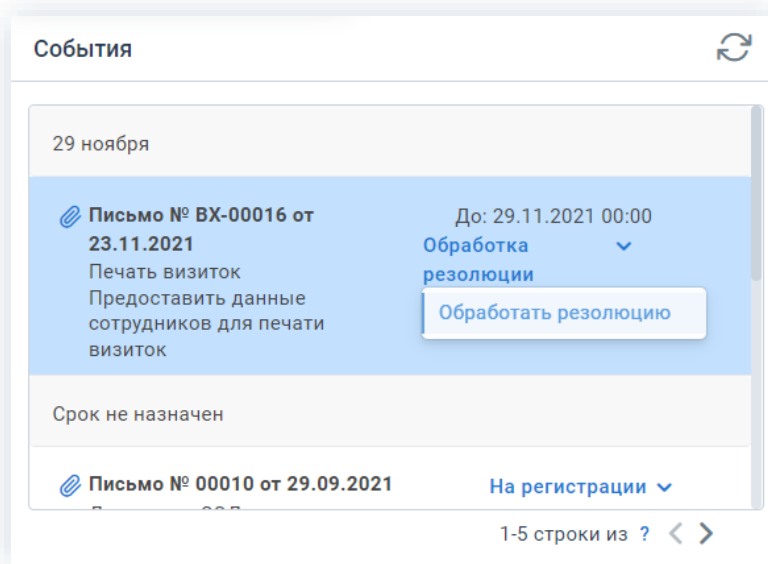 События
29 ноября
Письмо № ВХ-00016 от
23.11.2021
Печать визиток
Предоставить данные
сотрудников для печати
визиток
До: 29.11.2021 00:00
Обработка
резолюции
Обработать резолюцию
Срок не назначен
Письмо № 00010 от 29.09.2021
На регистрации
1-5 строки из ?